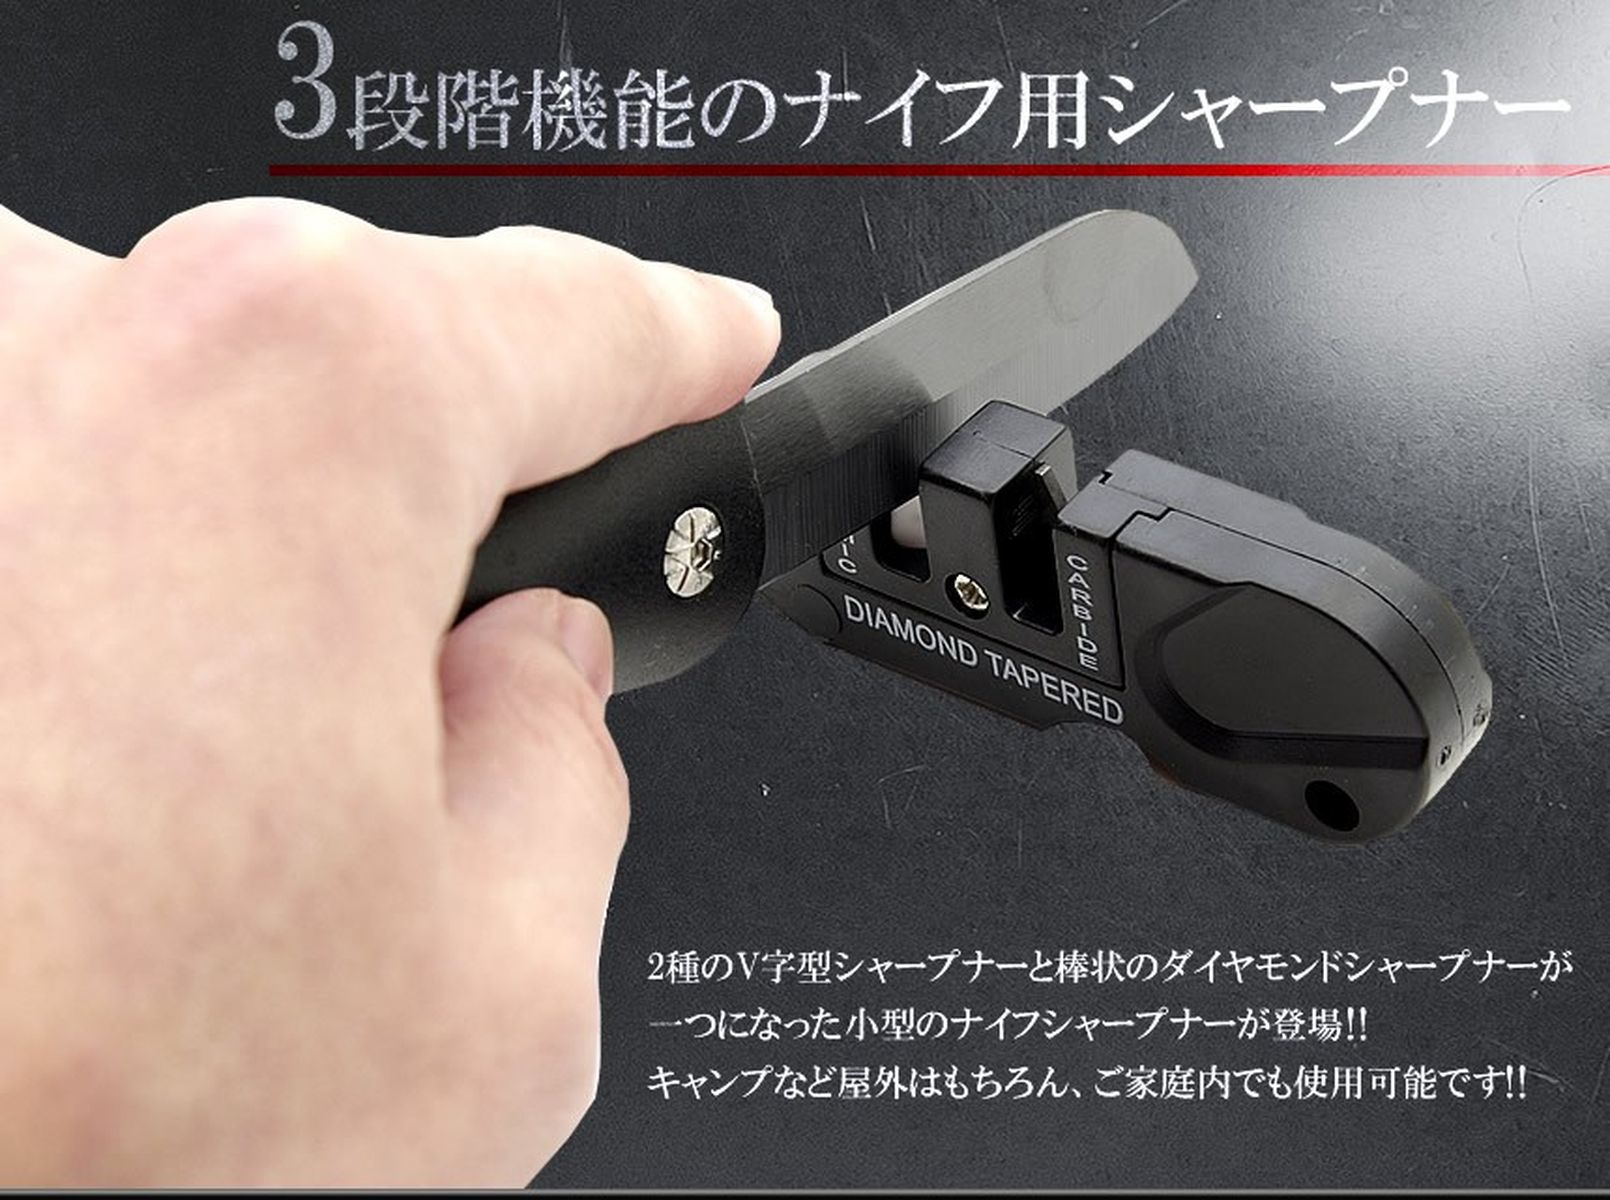 3段階機能のナイフ用シャープナー
IC
CARBIDE
DIAMOND TAPERED
2種のV字型シャープナーと棒状のダイヤモンドシャープナーが
一つになった小型のナイフシャープナーが登場!!
キャンプなど屋外はもちろん、ご家庭内でも使用可能です!!